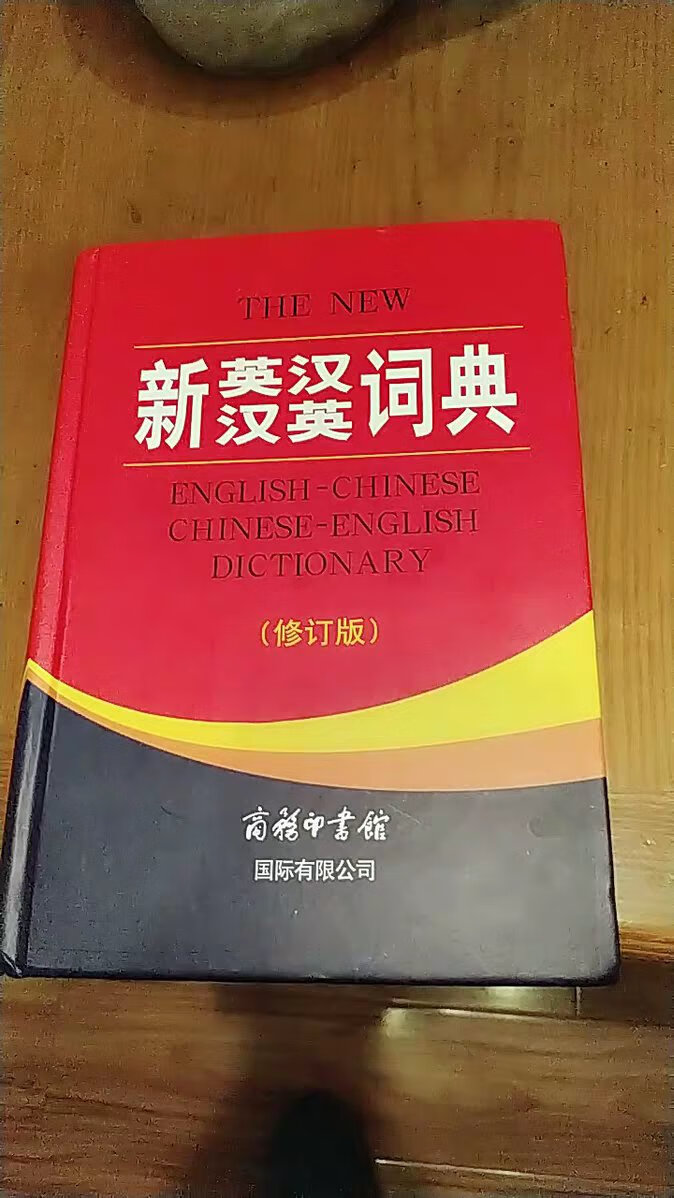 THE NEW
新英汉汉英词典
ENGLISH-CHINESE
CHINESE-ENGLISH
DICTIONARY
(修订版)
商務印書館
国际有限公司